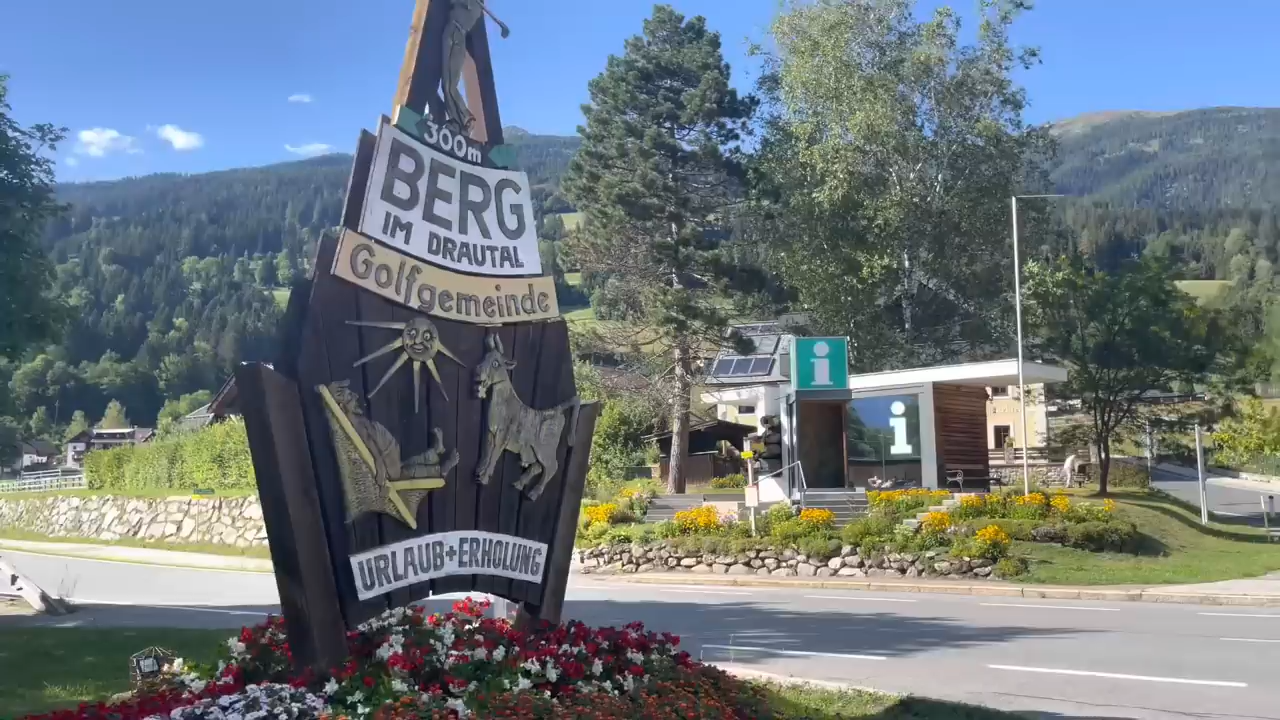 300m
BERG
IM DRAUTAL
Golfgemeinde
URLAUB+ERHOLUNG
i
i